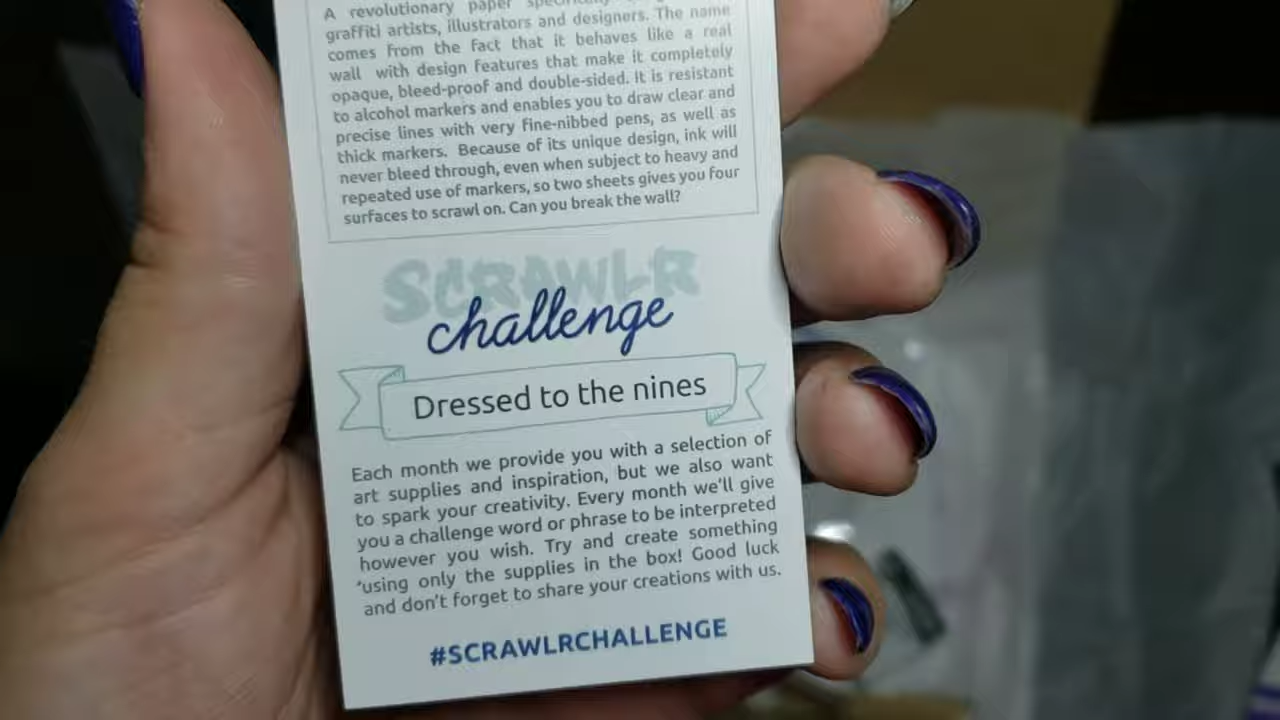 A revolutionary paper specifically
graffiti artists, illustrators and designers. The name
comes from the fact that it behaves like a real
wall with design features that make it completely
opaque, bleed-proof and double-sided. It is resistant
to alcohol markers and enables you to draw clear and
precise lines with very fine-nibbed pens, as well as
thick markers. Because of its unique design, ink will
never bleed through, even when subject to heavy and
repeated use of markers, so two sheets gives you four
surfaces to scrawl on. Can you break the wall?
SCRAWLR
challenge
Dressed to the nines
Each month we provide you with a selection of
art supplies and inspiration, but we also want
to spark your creativity. Every month we'll give
you a challenge word or phrase to be interpreted
however you wish. Try and create something
*using only the supplies in the box! Good luck
and don't forget to share your creations with us.
#SCRAWLRCHALLENGE